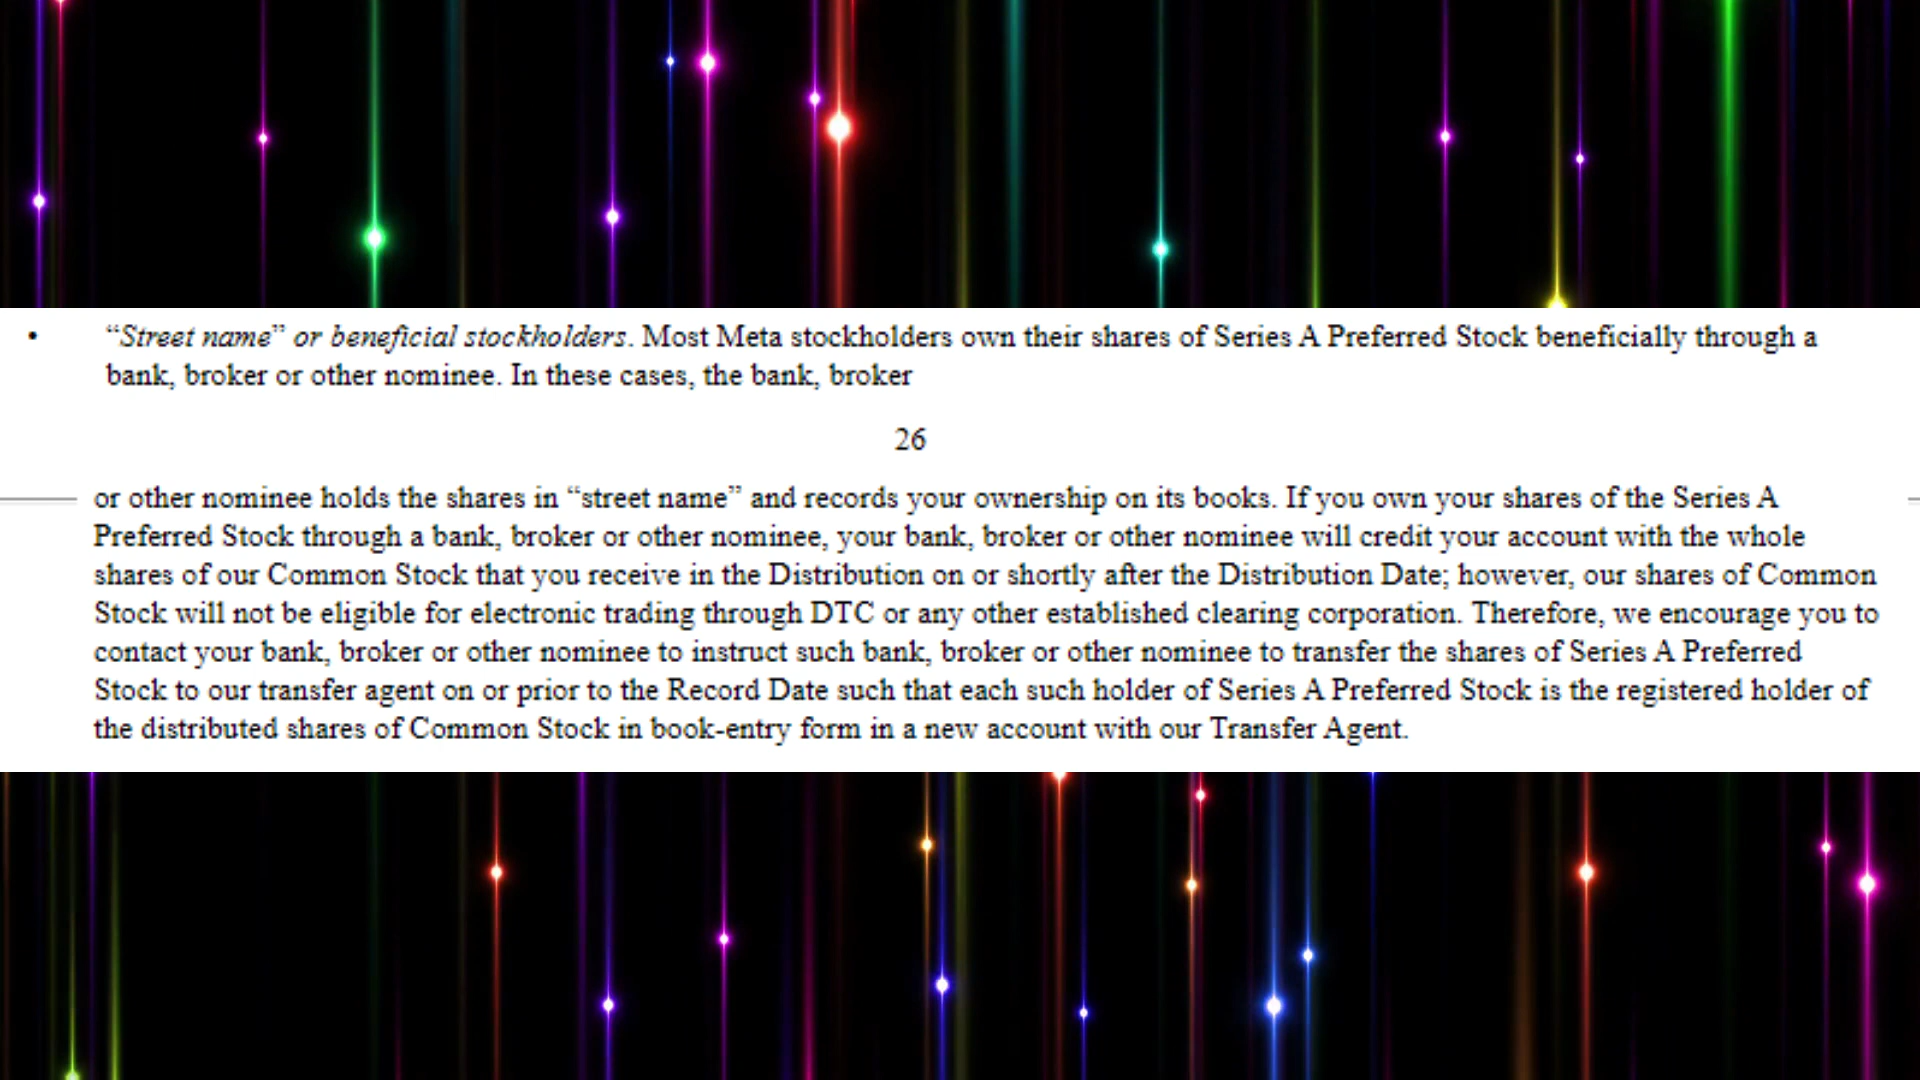 • “Street name” or beneficial stockholders. Most Meta stockholders own their shares of Series A Preferred Stock beneficially through a
bank, broker or other nominee. In these cases, the bank, broker
26
or other nominee holds the shares in “street name” and records your ownership on its books. If you own your shares of the Series A
Preferred Stock through a bank, broker or other nominee, your bank, broker or other nominee will credit your account with the whole
shares of our Common Stock that you receive in the Distribution on or shortly after the Distribution Date; however, our shares of Common
Stock will not be eligible for electronic trading through DTC or any other established clearing corporation. Therefore, we encourage you to
contact your bank, broker or other nominee to instruct such bank, broker or other nominee to transfer the shares of Series A Preferred
Stock to our transfer agent on or prior to the Record Date such that each such holder of Series A Preferred Stock is the registered holder of
the distributed shares of Common Stock in book-entry form in a new account with our Transfer Agent.